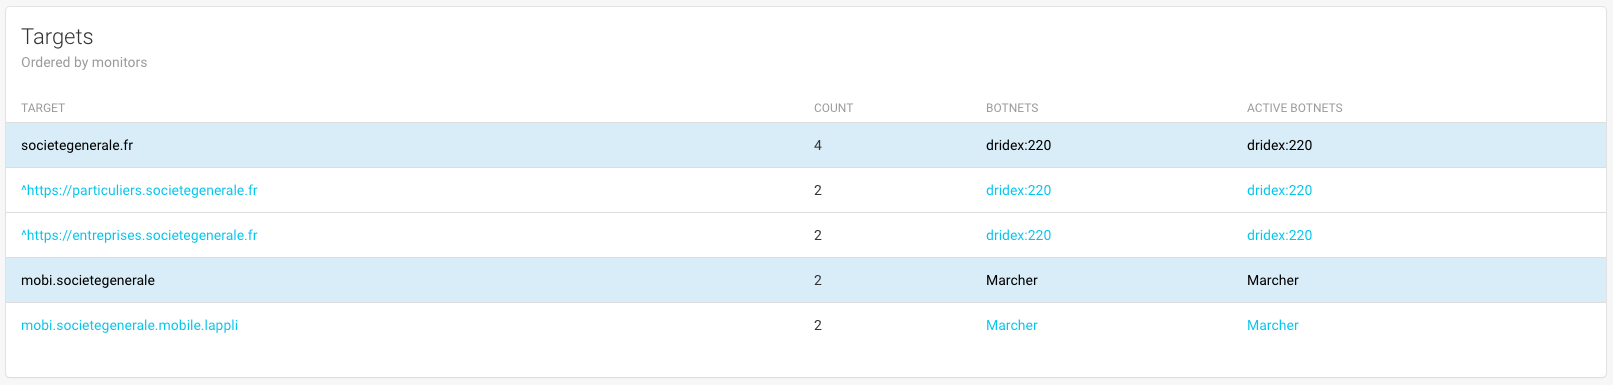 Targets
Ordered by monitors
TARGET COUNT BOTNETS ACTIVE BOTNETS
societegenerale.fr 4 dridex:220 dridex:220
^https://particuliers.societegenerale.fr 2 dridex:220 dridex:220
^https://entreprises.societegenerale.fr 2 dridex:220 dridex:220
mobi.societegenerale 2 Marcher Marcher
mobi.societegenerale.mobile.lappli 2 Marcher Marcher